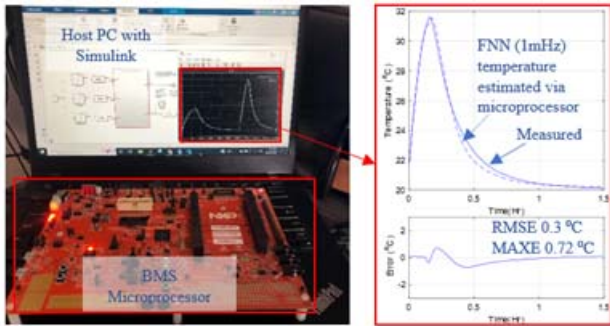 Host PC with
Simulink
BMS
Microprocessor
NXP
32
30
28
26
24
22
20
Temperature (°C)
FNN (1mHz)
temperature
estimated via
microprocessor
Measured
0
0.5
1
1.5
Time(Hr)
2
0
-2
Error (°C)
RMSE 0.3 °C
MAXE 0.72 °C
0
0.5
1
1.5
Time(Hr)